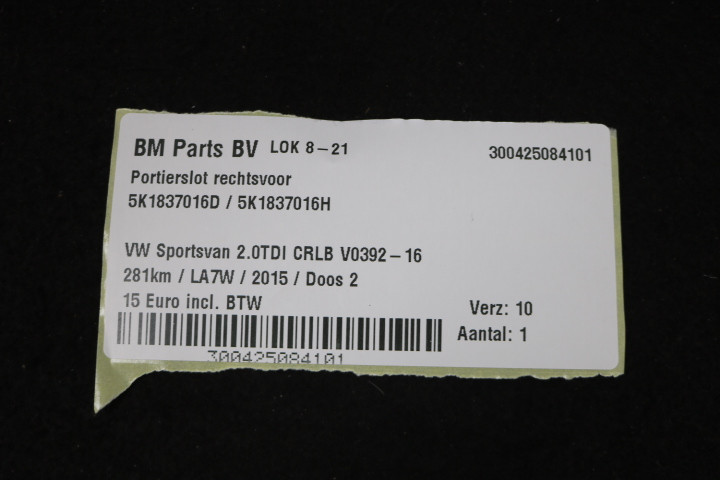 BM Parts BV LOK 8-21 300425084101
Portierslot rechtsvoor
5K1837016D / 5K1837016H
VW Sportsvan 2.0TDI CRLB V0392-16
281km / LA7W / 2015 / Doos 2
15 Euro incl. BTW Verz: 10
Aantal: 1
300425084101